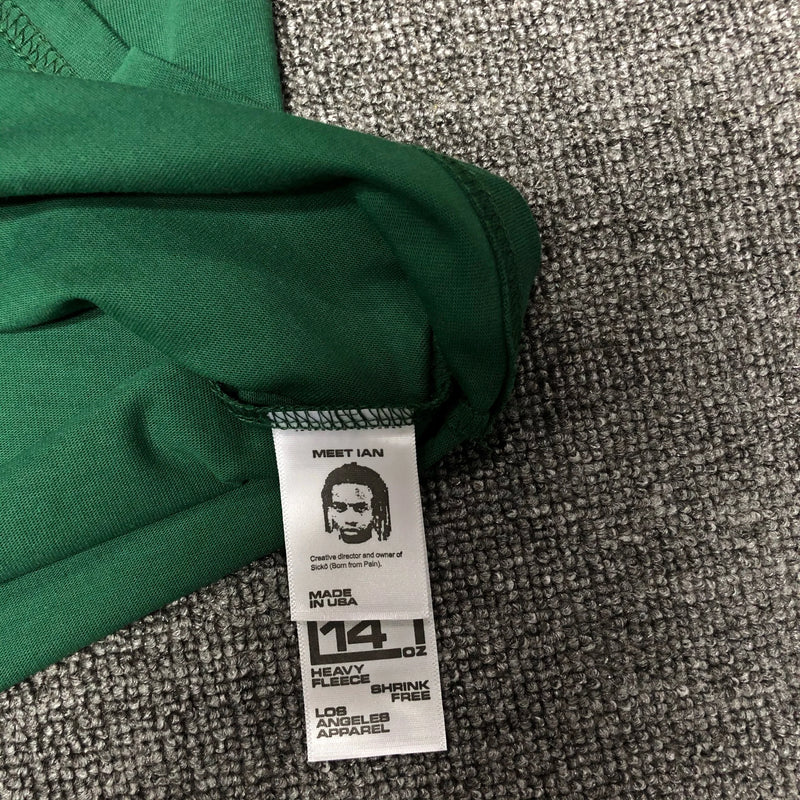 MEET IAN
Creative director and owner of
Sickö (Born from Pain).
MADE
IN USA
14
OZ
HEAVY
FLEECE
SHRINK
FREE
LOS
ANGELES
APPAREL